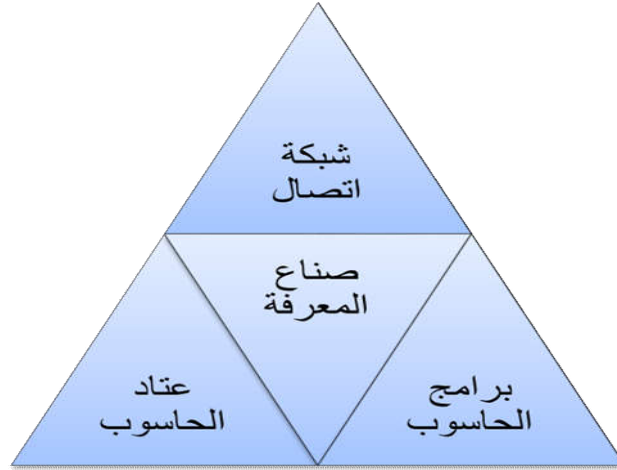 شبكة
اتصال
صناع
المعرفة
برامج
الحاسوب
عتاد
الحاسوب